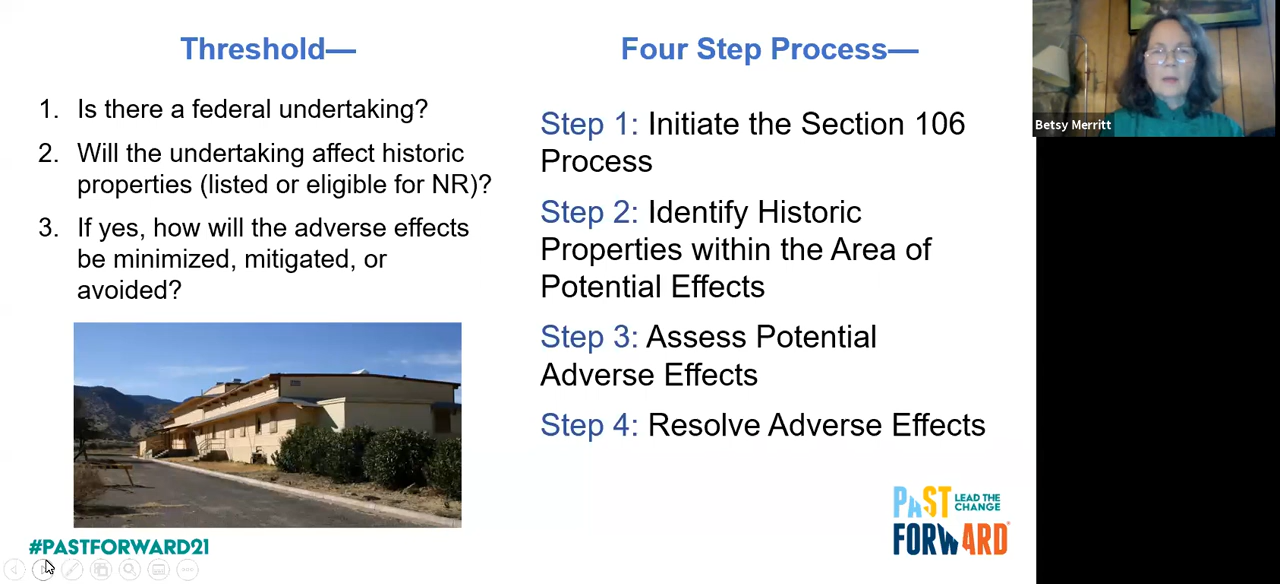 Threshold—
1. Is there a federal undertaking?
2. Will the undertaking affect historic
properties (listed or eligible for NR)?
3. If yes, how will the adverse effects
be minimized, mitigated, or
avoided?
#PASTFORWARD21
Four Step Process—
Step 1: Initiate the Section 106
Process
Step 2: Identify Historic
Properties within the Area of
Potential Effects
Step 3: Assess Potential
Adverse Effects
Step 4: Resolve Adverse Effects
PAST LEAD THE
CHANGE
FORWARD®
Betsy Merritt